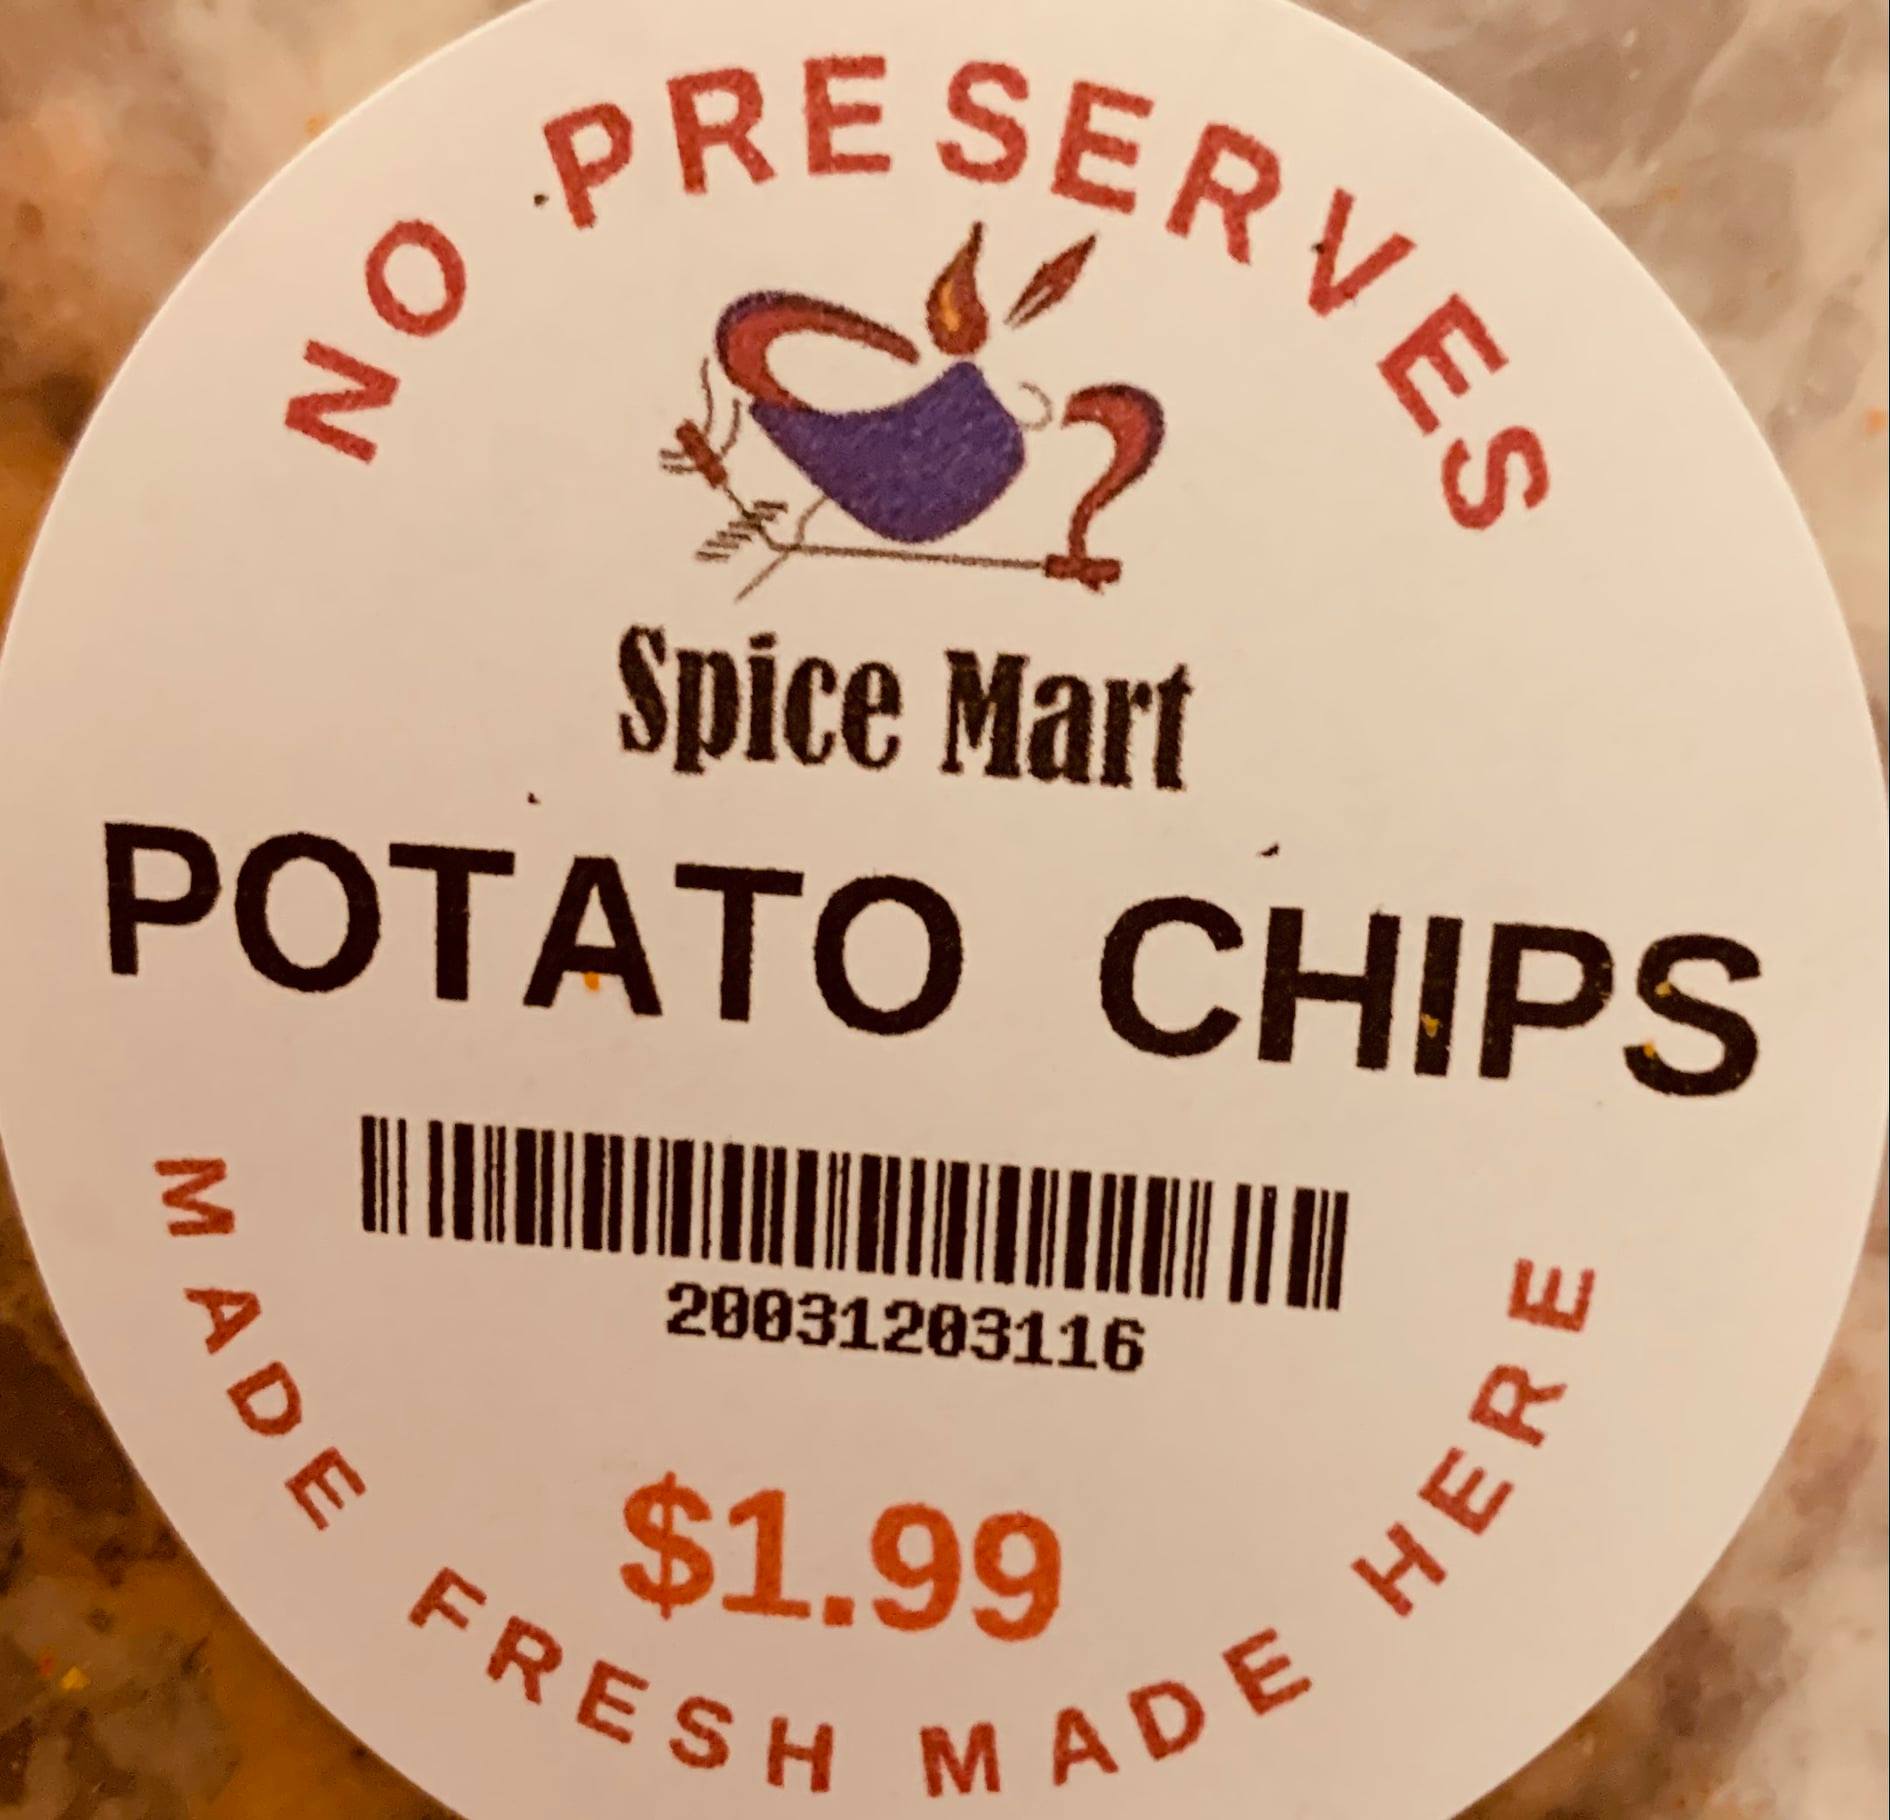 NO PRESERVES
Spice Mart
POTATO CHIPS
20031203116
$1.99
MADE FRESH MADE HERE